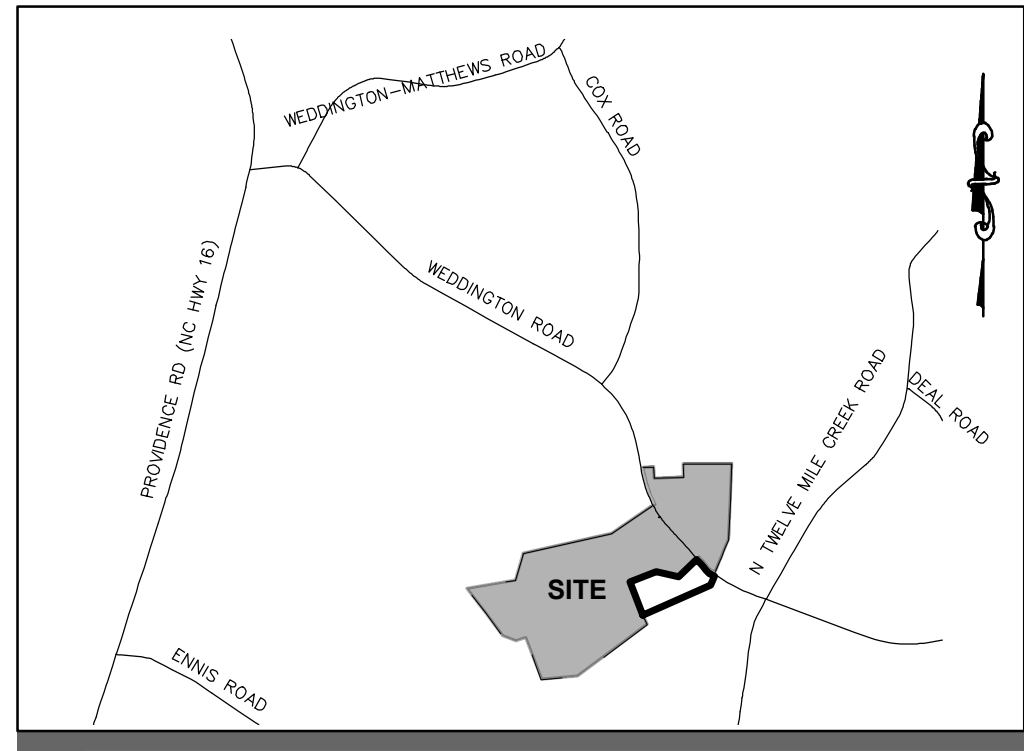 WEDDINGTON-MATTHEWS ROAD
COX ROAD
PROVIDENCE RD (NC HWY 16)
WEDDINGTON ROAD
N TWELVE MILE CREEK ROAD
DEAL ROAD
SITE
ENNIS ROAD